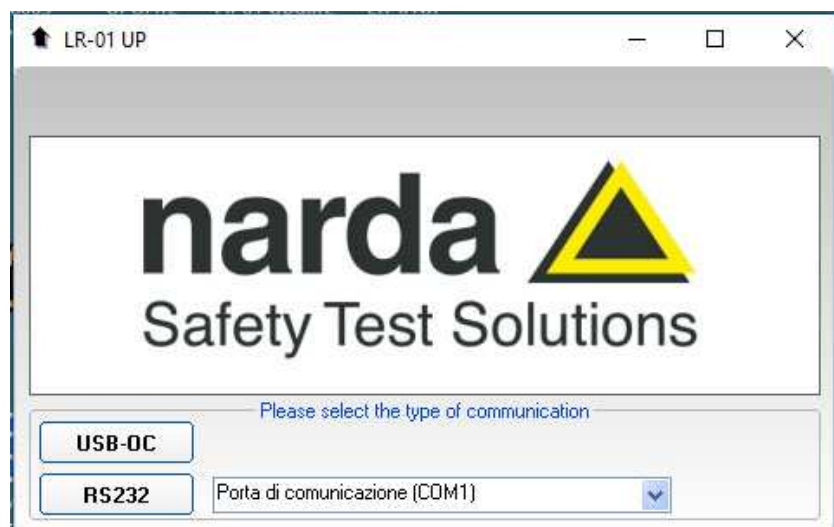 LR-01 UP
narda
Safety Test Solutions
Please select the type of communication
USB-OC
RS232 Porta di comunicazione (COM1)